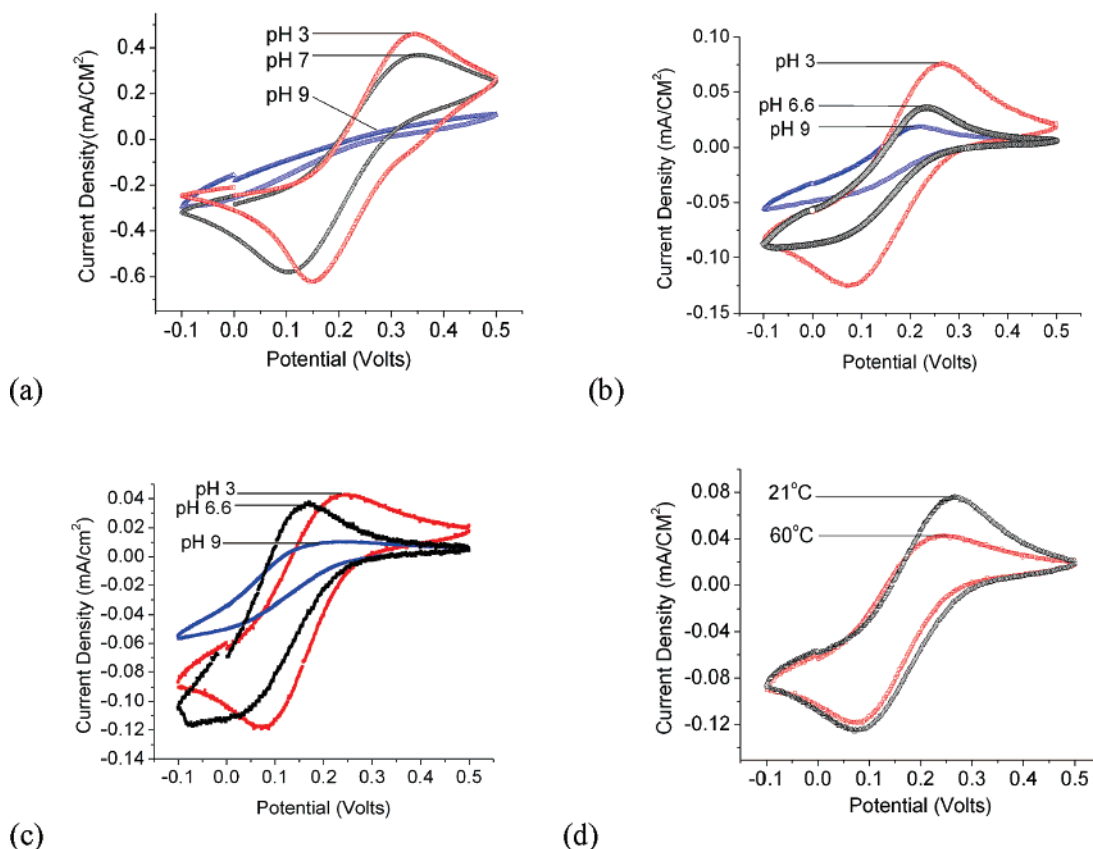 pH 3
pH 7
pH 9
0.4
0.2
0.0
-0.2
-0.4
-0.6
-0.1 0.0 0.1 0.2 0.3 0.4 0.5
Current Density(mA/CM²)
Potential (Volts)
(a)
pH 3
pH 6.6
pH 9
0.10
0.05
0.00
-0.05
-0.10
-0.15
-0.1 0.0 0.1 0.2 0.3 0.4 0.5
Current Density (mA/CM²)
Potential (Volts)
(b)
pH 3
pH 6.6
pH 9
0.04
0.02
0.00
-0.02
-0.04
-0.06
-0.08
-0.10
-0.12
-0.14
-0.1 0.0 0.1 0.2 0.3 0.4 0.5
Current Density (mA/cm²)
Potential (Volts)
(c)
21°C
60°C
0.08
0.04
0.00
-0.04
-0.08
-0.12
-0.1 0.0 0.1 0.2 0.3 0.4 0.5
Current Density (mA/CM²)
Potential (Volts)
(d)